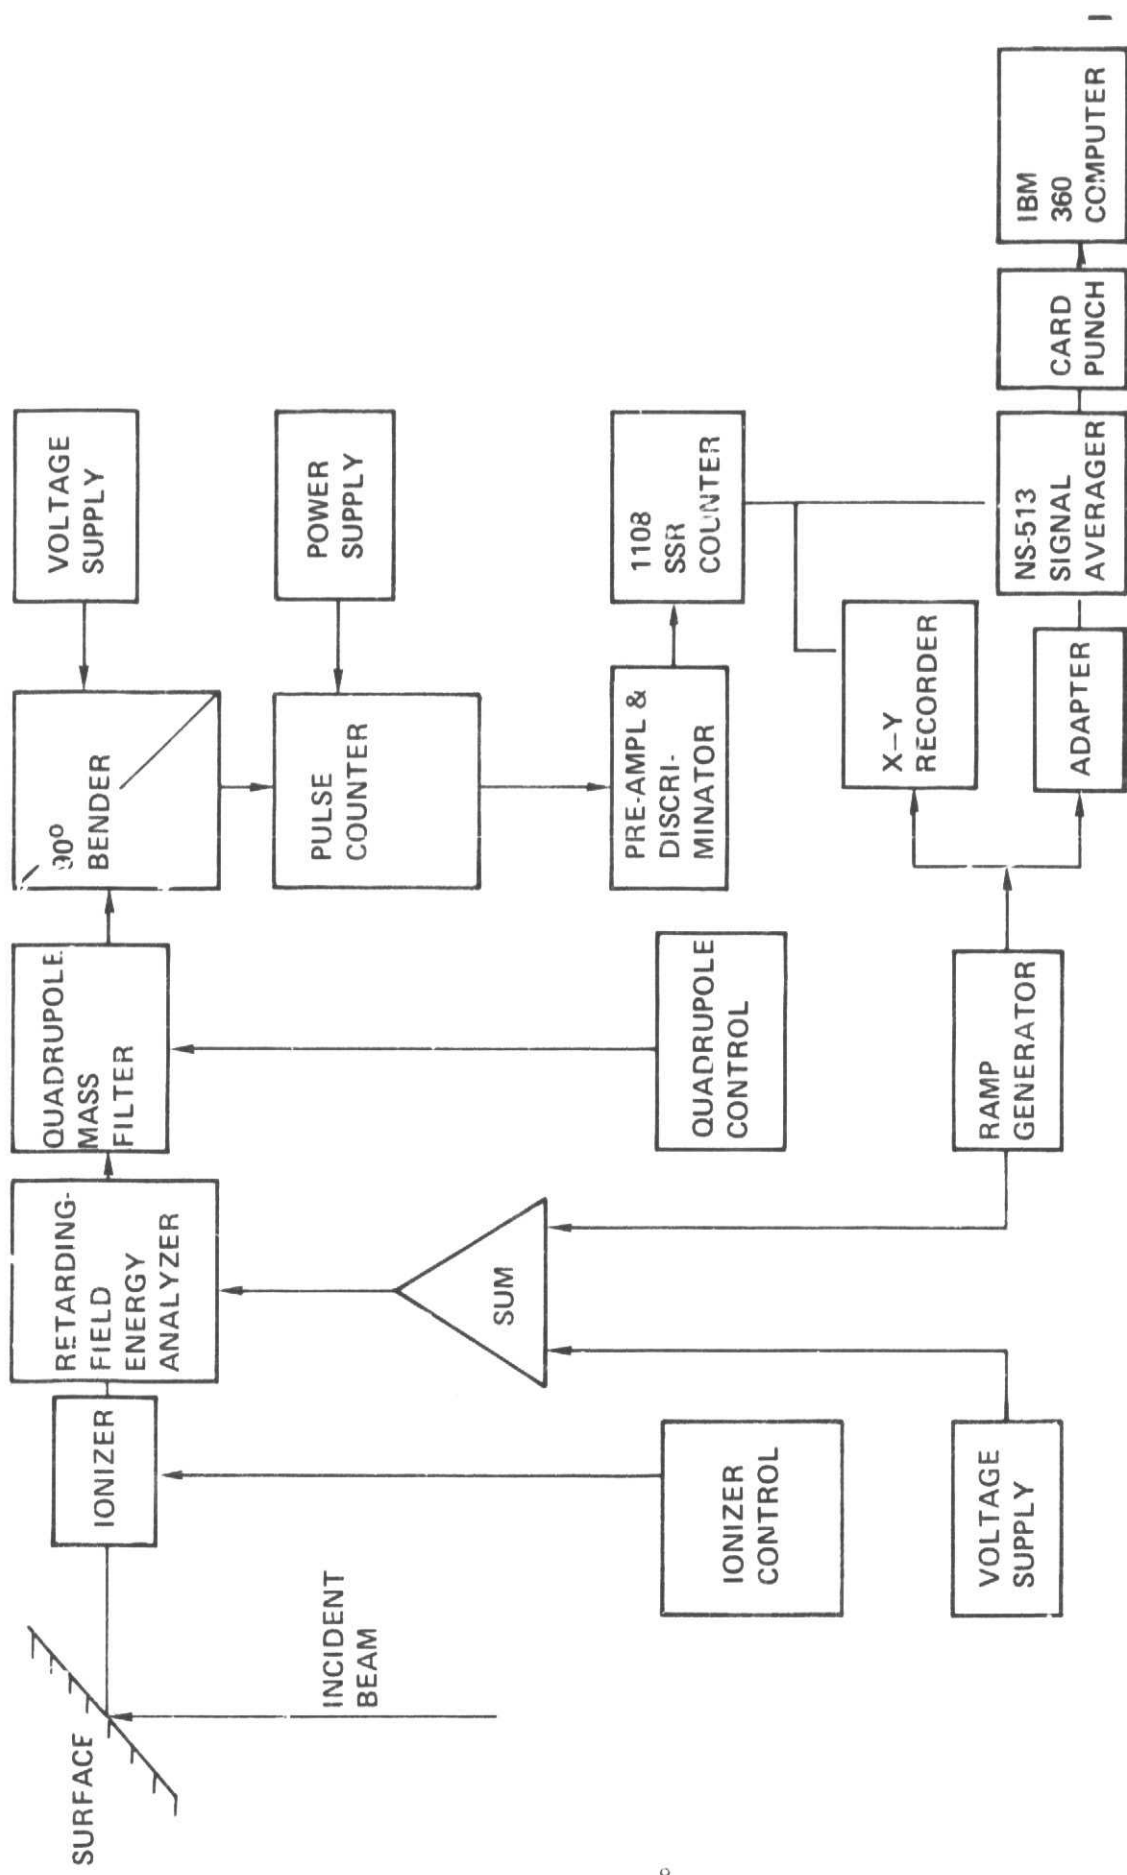 SURFACE
INCIDENT
BEAM
IONIZER
RETARDING-
FIELD
ENERGY
ANALYZER
QUADRUPOLE
MASS
FILTER
90°
BENDER
VOLTAGE
SUPPLY
PULSE
COUNTER
POWER
SUPPLY
IONIZER
CONTROL
SUM
QUADRUPOLE
CONTROL
PRE-AMPL &
DISCRI-
MINATOR
1108
SSR
COUNTER
VOLTAGE
SUPPLY
RAMP
GENERATOR
X-Y
RECORDER
ADAPTER
NS-513
SIGNAL
AVERAGER
CARD
PUNCH
IBM
360
COMPUTER